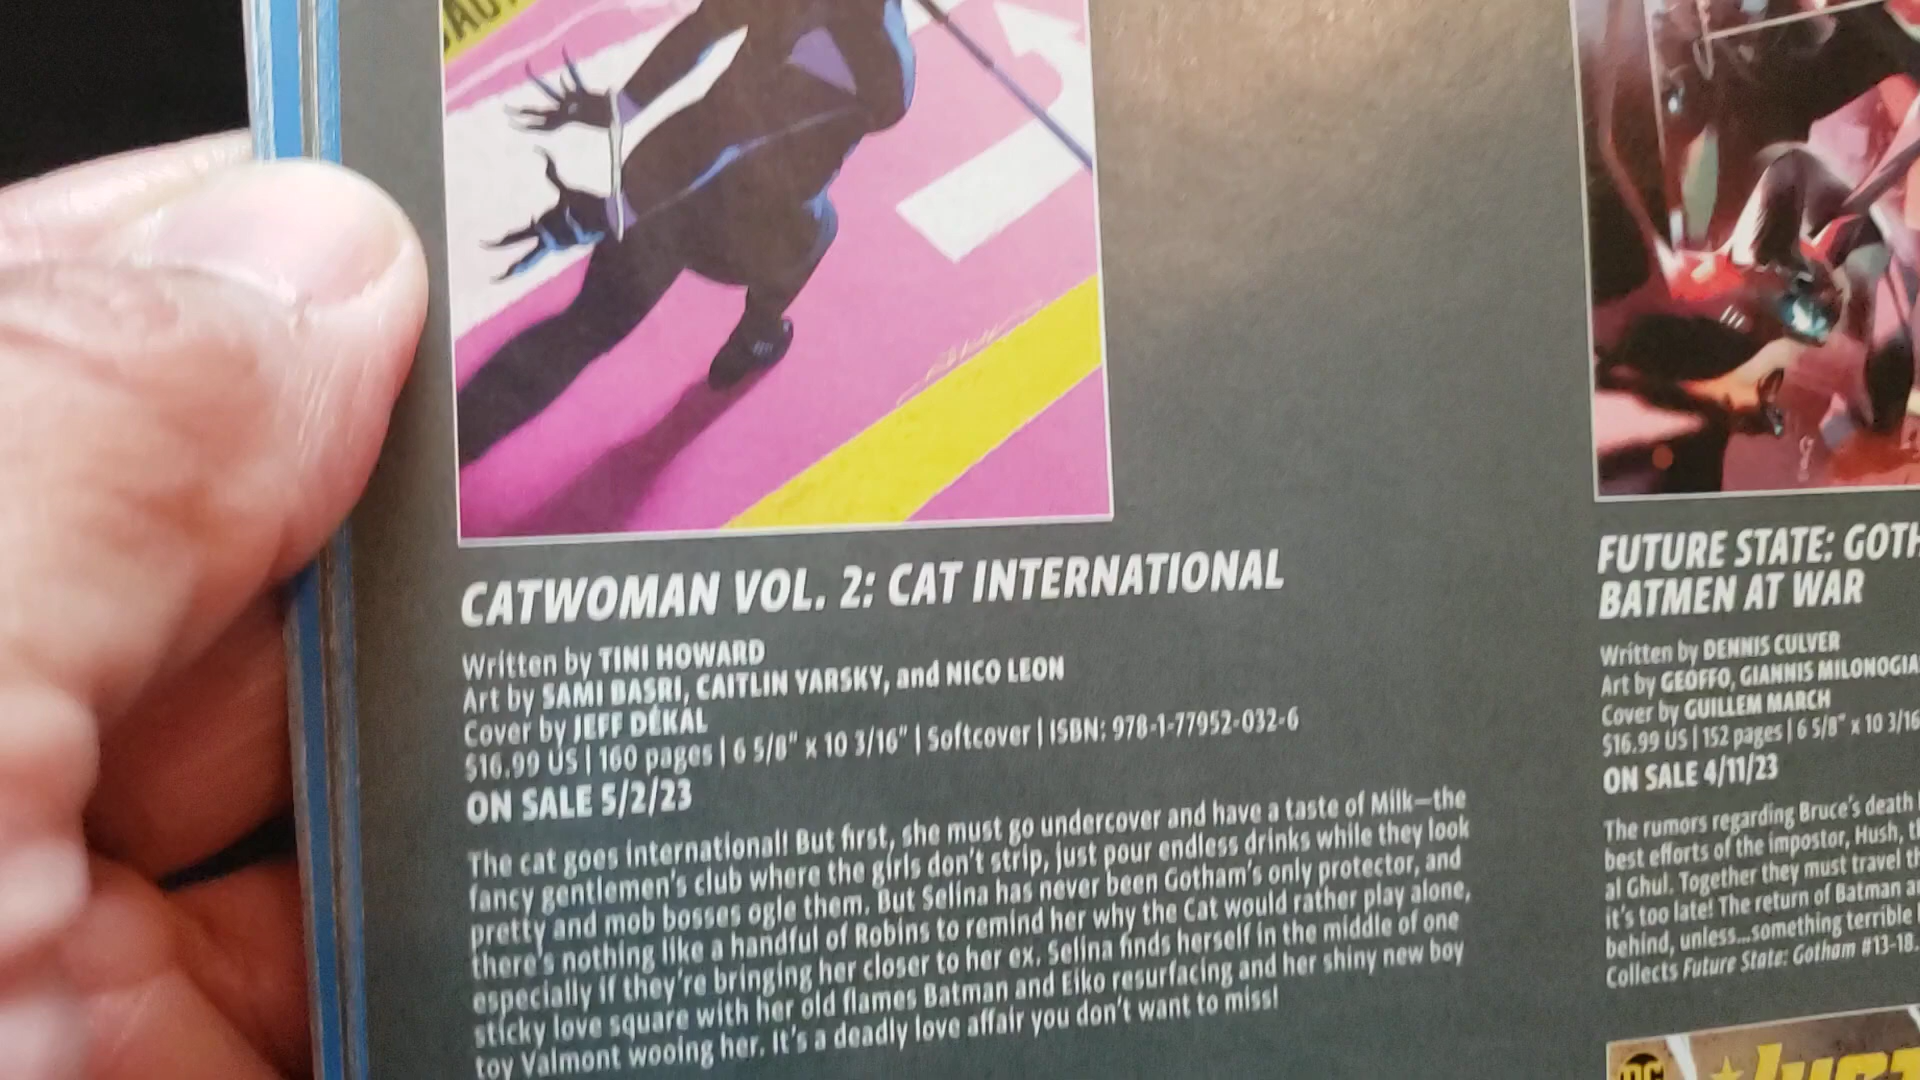 CATWOMAN VOL. 2: CAT INTERNATIONAL
Written by TINI HOWARD
Art by SAMI BASRI, CAITLIN YARSKY, and NICO LEON
Cover by JEFF DÉKAL
$16.99 US | 160 pages | 6 5/8" x 10 3/16" | Softcover | ISBN: 978-1-77952-032-6
ON SALE 5/2/23
The cat goes international! But first, she must go undercover and have a taste of Milk—the
fancy gentlemen's club where the girls don't strip, just pour endless drinks while they look
pretty and mob bosses ogle them. But Selina has never been Gotham's only protector, and
there's nothing like a handful of Robins to remind her why the Cat would rather play alone,
especially if they're bringing her closer to her ex. Selina finds herself in the middle of one
sticky love square with her old flames Batman and Eiko resurfacing and her shiny new boy
toy Valmont wooing her. It's a deadly love affair you don't want to miss!
FUTURE STATE: GOTH
BATMEN AT WAR
Written by DENNIS CULVER
Art by GEOFFO, GIANNIS MILONOGIA
Cover by GUILLEM MARCH
$16.99 US | 152 pages | 6 5/8" x 10 3/16
ON SALE 4/11/23
The rumors regarding Bruce's death
best efforts of the impostor, Hush,
al Ghul. Together they must travel
it's too late! The return of Batman
behind, unless...something terrible
Collects Future State: Gotham #13-18.
DC